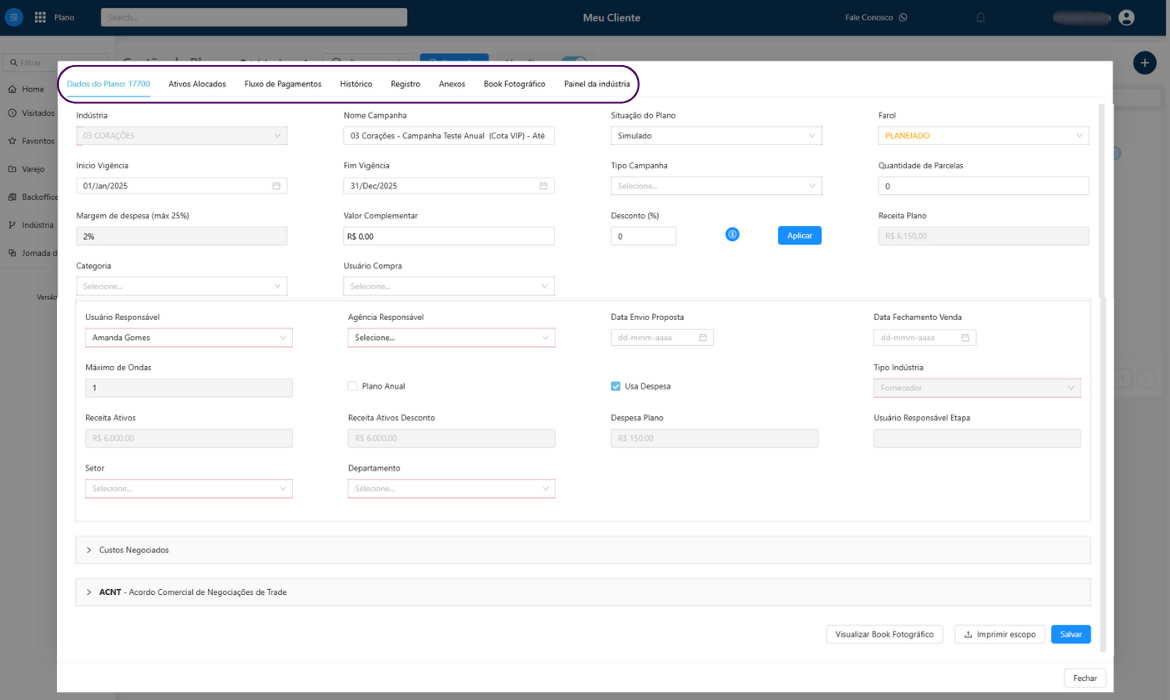 Plano Search... Meu Cliente Fale Conosco
Filtrar
Home
Visitados
Favoritos
Varejo
Backoffice
Indústria
Jornada d
Versão
Dados do Plano: 17700 Ativos Alocados Fluxo de Pagamentos Histórico Registro Anexos Book Fotográfico Painel da indústria
Indústria Nome Campanha Situação do Plano Farol
03 CORAÇÕES 03 Corações - Campanha Teste Anual (Cota VIP) - Até Simulado PLANEJADO
Inicio Vigência Fim Vigência Tipo Campanha Quantidade de Parcelas
01/Jan/2025 31/Dec/2025 Selecione... 0
Margem de despesa (máx 25%) Valor Complementar Desconto (%) Receita Plano
2% R$ 0,00 0 Aplicar R$ 6.150,00
Categoria Usuário Compra
Selecione... Selecione...
Usuário Responsável Agência Responsável Data Envio Proposta Data Fechamento Venda
Amanda Gomes Selecione... dd-mmm-aaaa dd-mmm-aaaa
Máximo de Ondas Tipo Indústria
1 Plano Anual Usa Despesa Fornecedor
Receita Ativos Receita Ativos Desconto Despesa Plano Usuário Responsável Etapa
R$ 6.000,00 R$ 6.000,00 R$ 150,00
Setor Departamento
Selecione... Selecione...
Custos Negociados
ACNT - Acordo Comercial de Negociações de Trade
Visualizar Book Fotográfico Imprimir escopo Salvar
Fechar